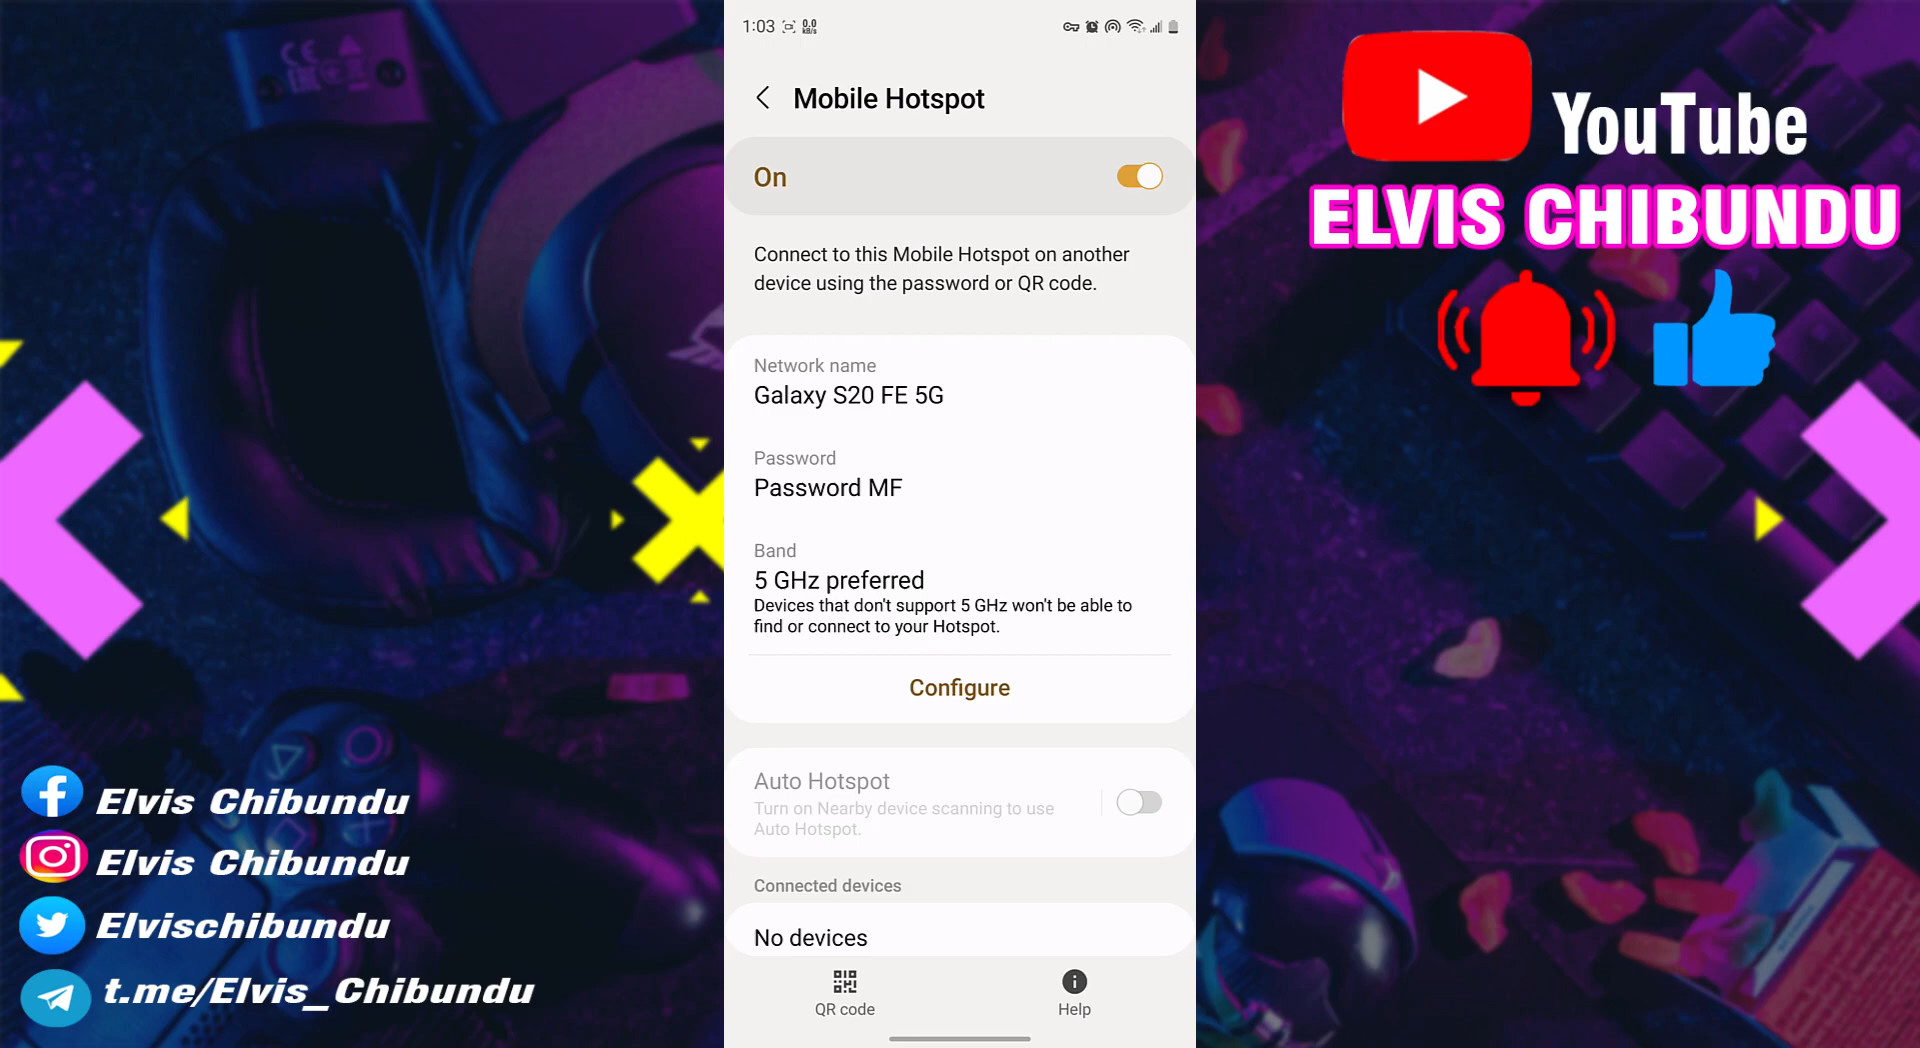 1:03
0.0
KB/s
Mobile Hotspot
On
Connect to this Mobile Hotspot on another
device using the password or QR code.
Network name
Galaxy S20 FE 5G
Password
Password MF
Band
5 GHz preferred
Devices that don't support 5 GHz won't be able to
find or connect to your Hotspot.
Configure
Auto Hotspot
Turn on Nearby device scanning to use
Auto Hotspot.
Connected devices
No devices
QR code
Help
YouTube
ELVIS CHIBUNDU
Elvis Chibundu
Elvis Chibundu
Elvischibundu
t.me/Elvis_Chibundu
CE